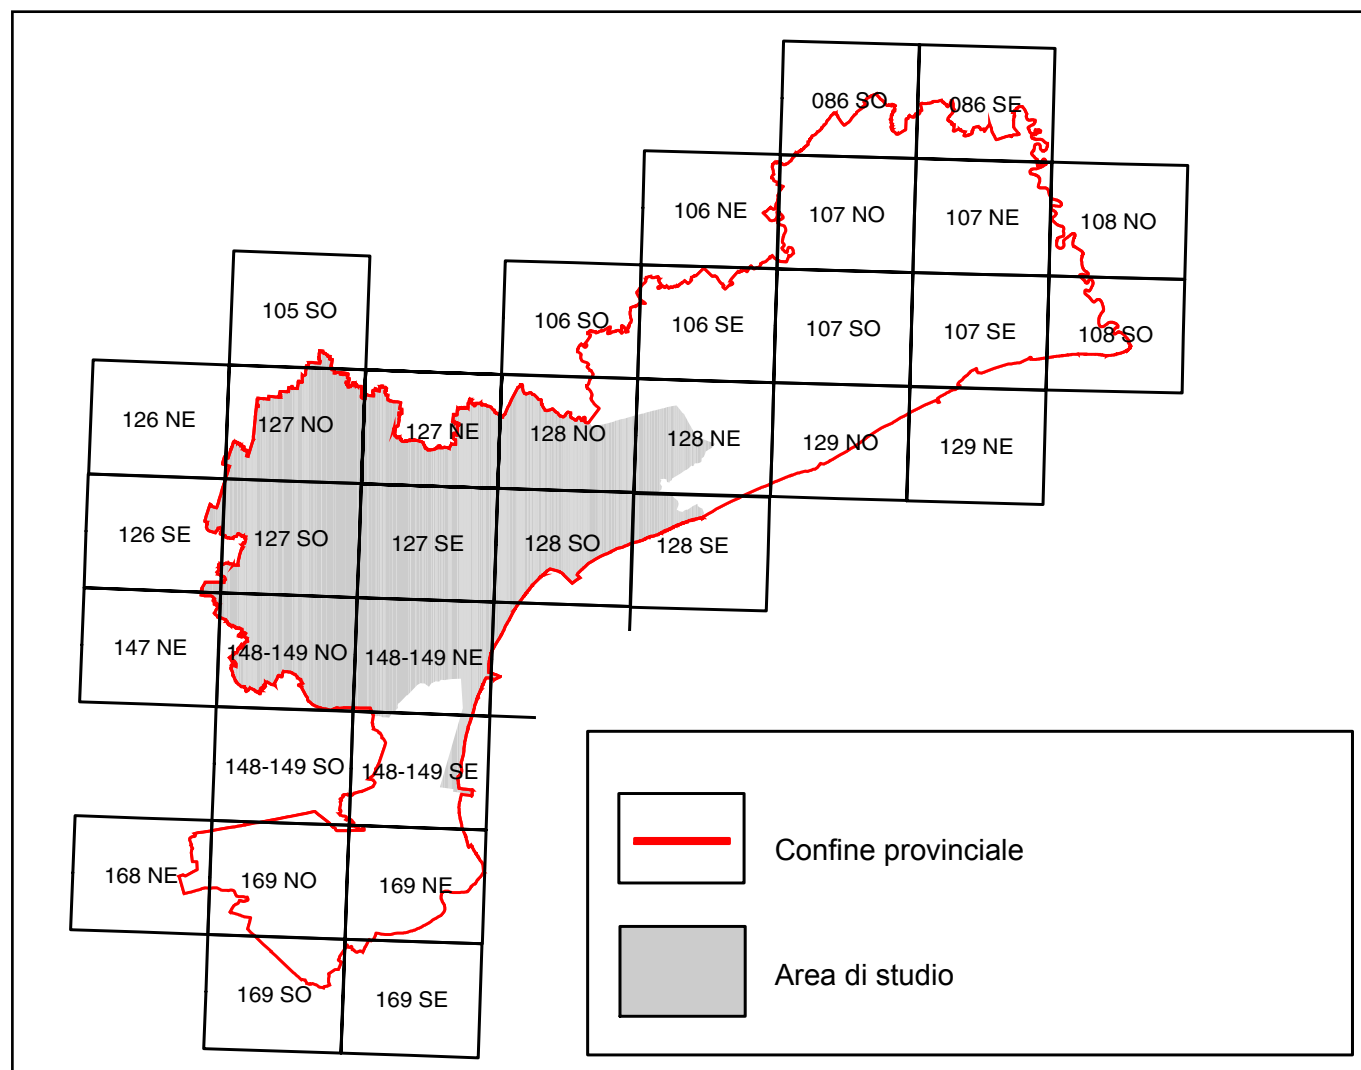 086 SO
086 SE
106 NE
107 NO
107 NE
108 NO
105 SO
106 SO
106 SE
107 SO
107 SE
108 SO
126 NE
127 NO
127 NE
128 NO
128 NE
129 NO
129 NE
126 SE
127 SO
127 SE
128 SO
128 SE
147 NE
148-149 NO
148-149 NE
148-149 SO
148-149 SE
168 NE
169 NO
169 NE
169 SO
169 SE
Confine provinciale
Area di studio